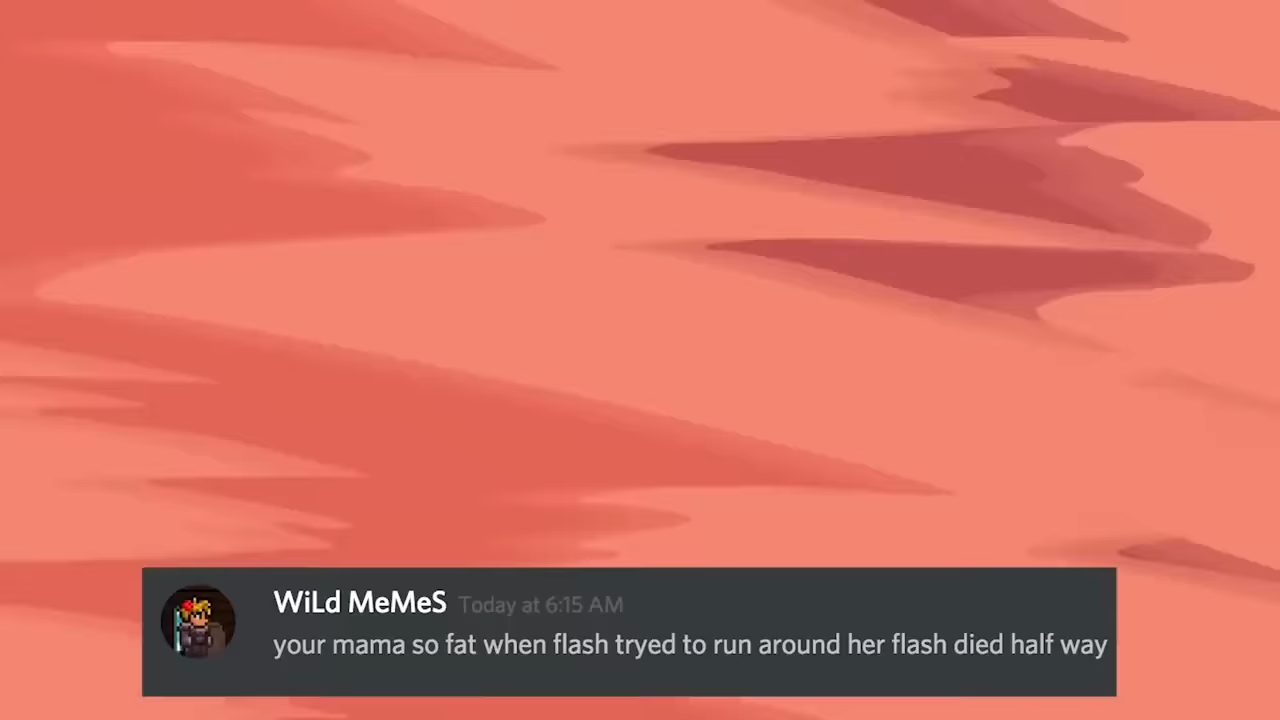 WiLd MeMeS Today at 6:15 AM
your mama so fat when flash tryed to run around her flash died half way